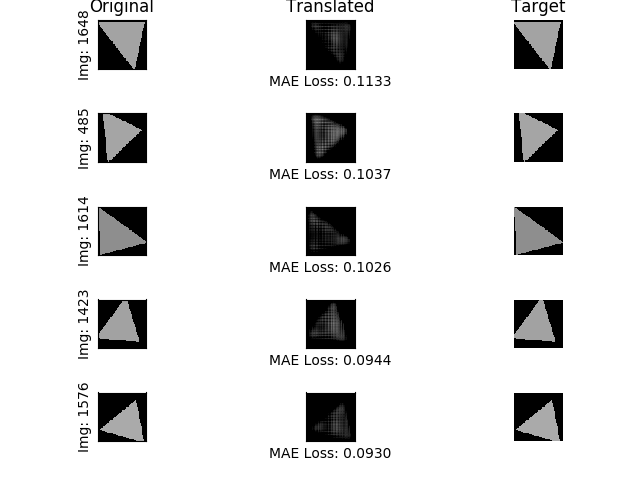 Original Translated Target
Img: 1648
MAE Loss: 0.1133
Img: 485
MAE Loss: 0.1037
Img: 1614
MAE Loss: 0.1026
Img: 1423
MAE Loss: 0.0944
Img: 1576
MAE Loss: 0.0930